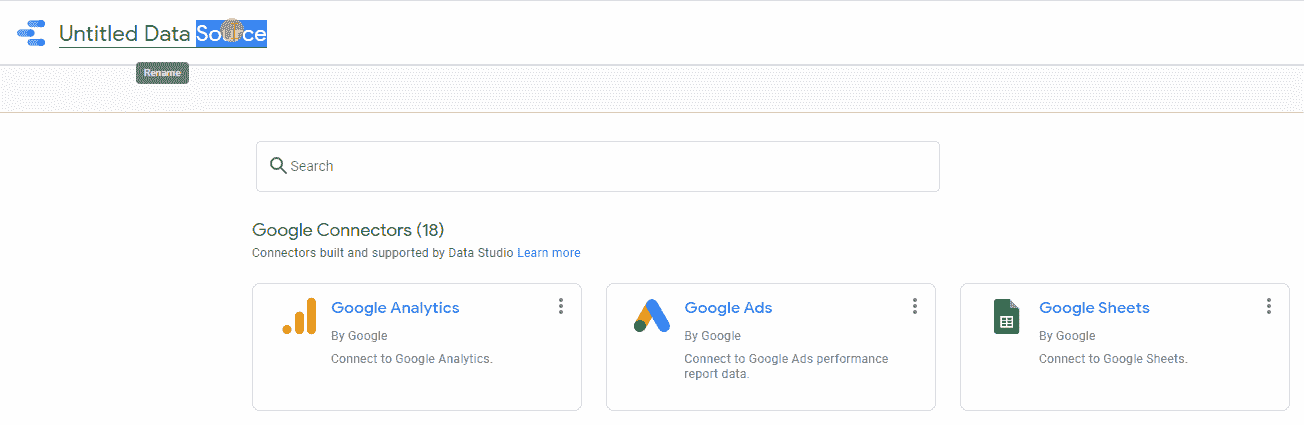 Untitled Data Source
Rename
Search
Google Connectors (18)
Connectors built and supported by Data Studio Learn more
Google Analytics
By Google
Connect to Google Analytics.
Google Ads
By Google
Connect to Google Ads performance
report data.
Google Sheets
By Google
Connect to Google Sheets.